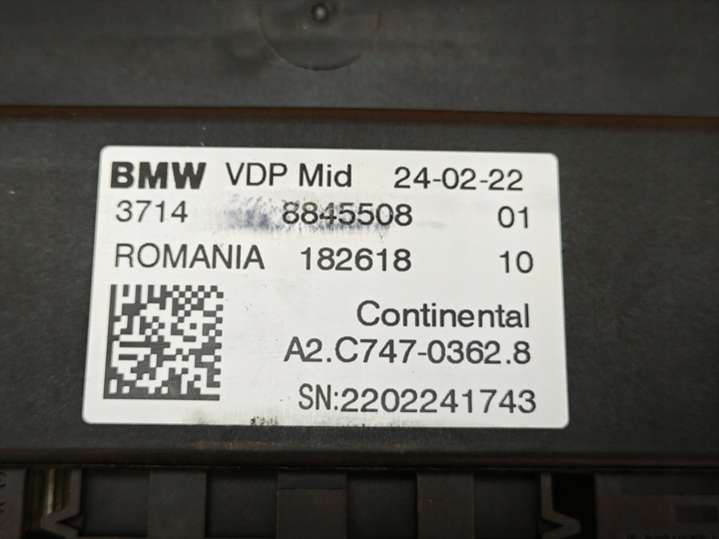 BMW VDP Mid 24-02-22
3714 8845508 01
ROMANIA 182618 10
Continental
A2.C747-0362.8
SN:2202241743